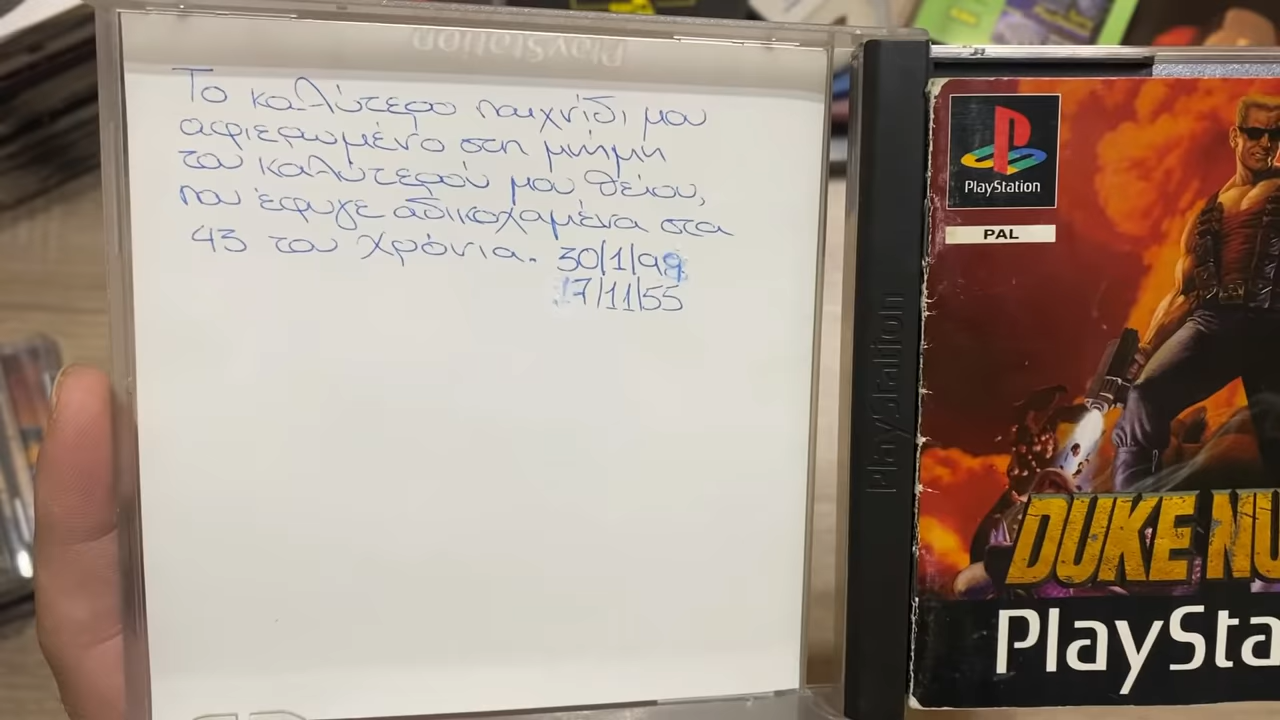 PlayStation
Το καλύτερο παιχνίδι μου
αφιερωμένο στη μνήμη
του καλύτερού μου θείου,
που έφυγε αδικοχαμένα στα
43 του χρόνια. 30/1/99
17/11/55
PlayStation
PlayStation
PAL
DUKE NU
PlaySta